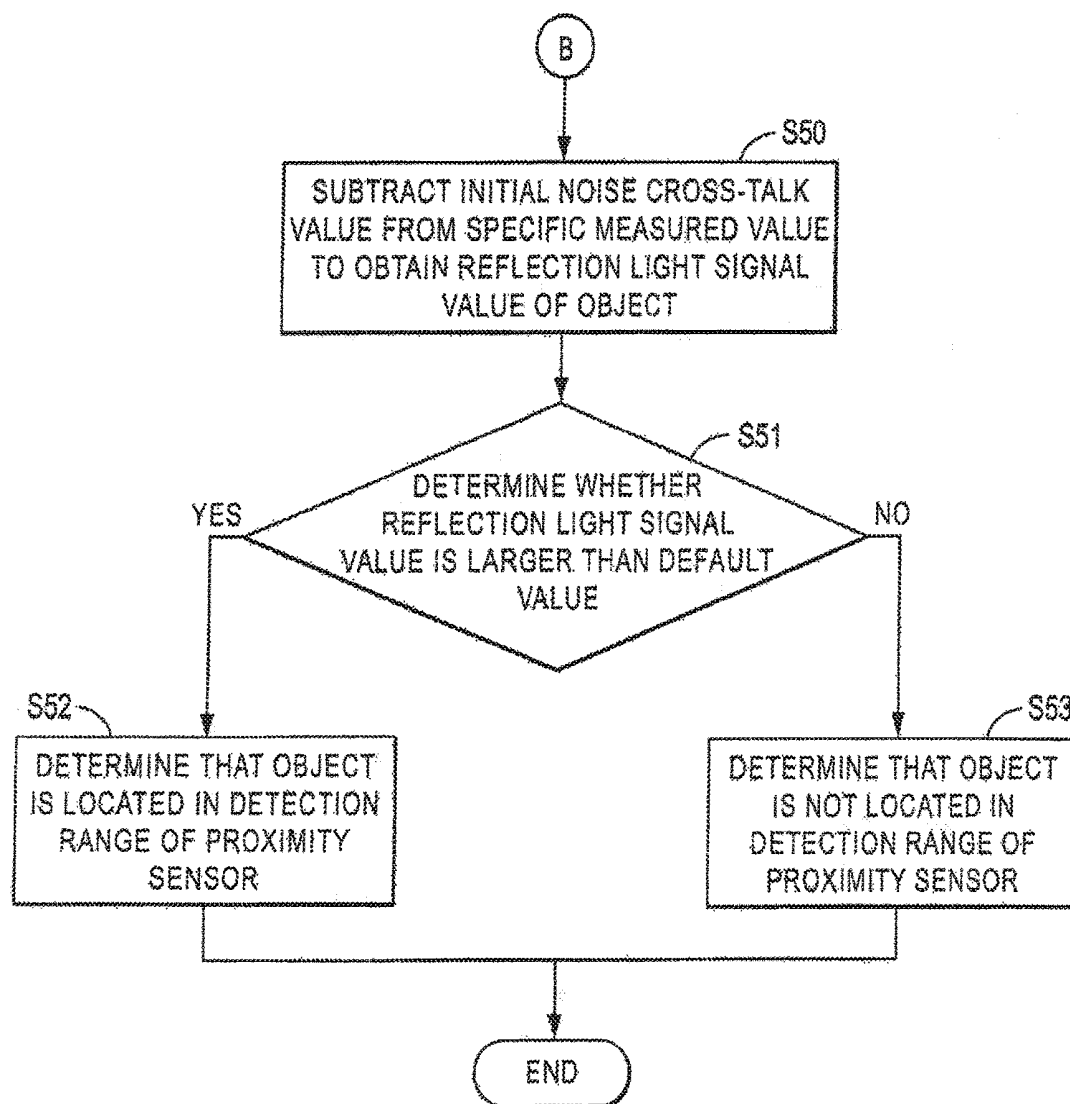 B
S50
SUBTRACT INITIAL NOISE CROSS-TALK
VALUE FROM SPECIFIC MEASURED VALUE
TO OBTAIN REFLECTION LIGHT SIGNAL
VALUE OF OBJECT
S51
DETERMINE WHETHER
REFLECTION LIGHT SIGNAL
VALUE IS LARGER THAN DEFAULT
VALUE
YES
NO
S52
DETERMINE THAT OBJECT
IS LOCATED IN DETECTION
RANGE OF PROXIMITY
SENSOR
S53
DETERMINE THAT OBJECT
IS NOT LOCATED IN
DETECTION RANGE OF
PROXIMITY SENSOR
END